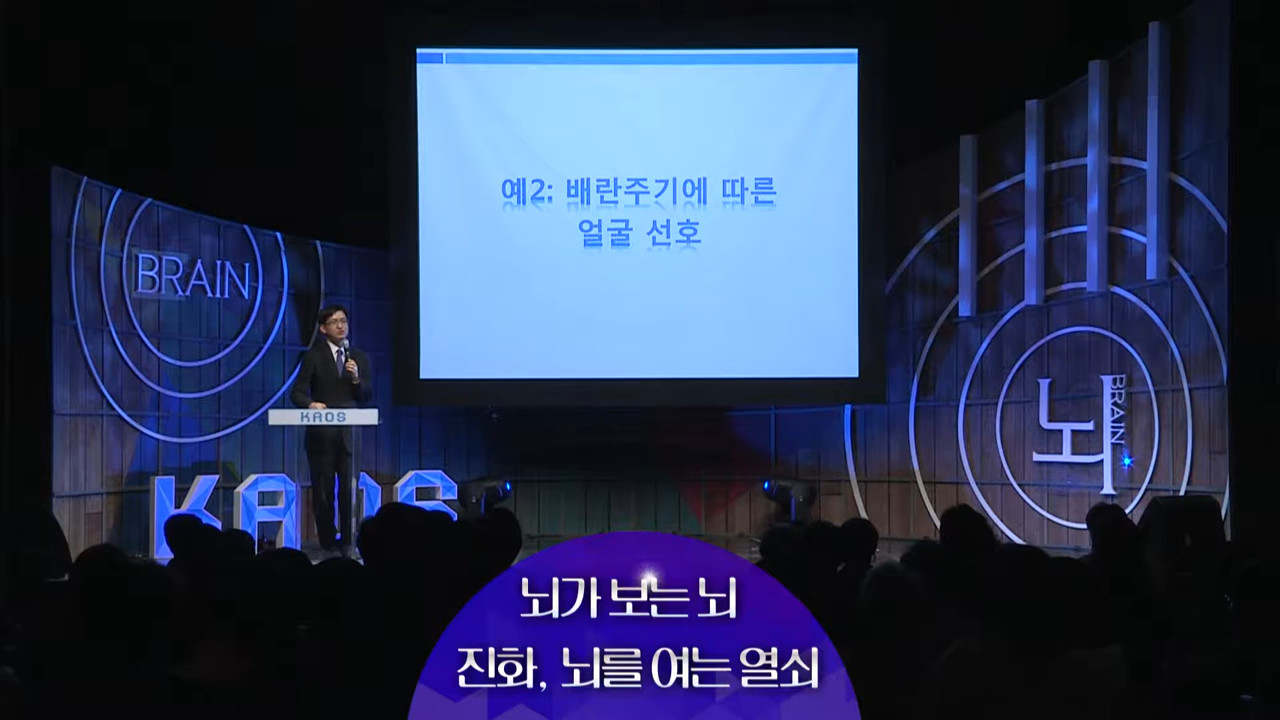 예2: 배란주기에 따른
얼굴 선호
BRAIN
KAOS
KAOS
뇌
BRAIN
뇌가 보는 뇌
진화, 뇌를 여는 열쇠